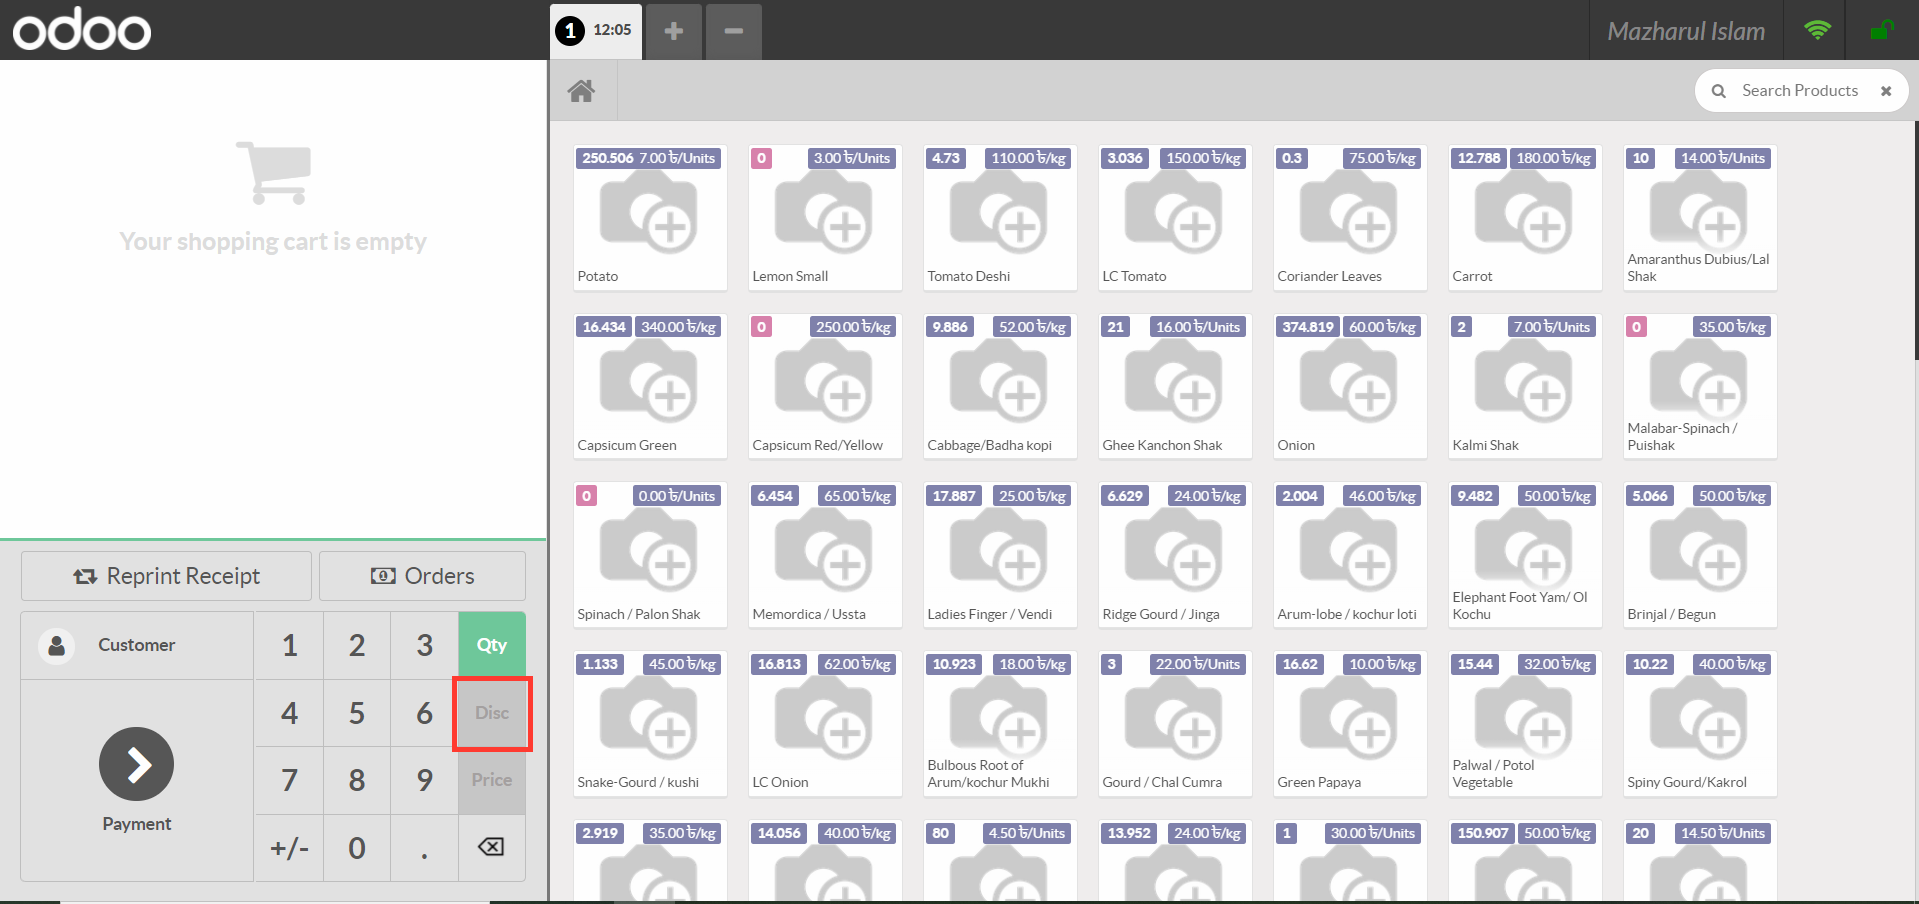 odoo
1 12:05
Mazharul Islam
Search Products
Your shopping cart is empty
Reprint Receipt
Orders
Customer
1 2 3 Qty
4 5 6 Disc
7 8 9 Price
+/- 0 .
Payment
250.506 7.00 ৳/Units
Potato
0 3.00 ৳/Units
Lemon Small
4.73 110.00 ৳/kg
Tomato Deshi
3.036 150.00 ৳/kg
LC Tomato
0.3 75.00 ৳/kg
Coriander Leaves
12.788 180.00 ৳/kg
Carrot
10 14.00 ৳/Units
Amaranthus Dubius/Lal
Shak
16.434 340.00 ৳/kg
Capsicum Green
0 250.00 ৳/kg
Capsicum Red/Yellow
9.886 52.00 ৳/kg
Cabbage/Badha kopi
21 16.00 ৳/Units
Ghee Kanchon Shak
374.819 60.00 ৳/kg
Onion
2 7.00 ৳/Units
Kalmi Shak
0 35.00 ৳/kg
Malabar-Spinach /
Puishak
0 0.00 ৳/Units
Spinach / Palon Shak
6.454 65.00 ৳/kg
Memordica / Ussta
17.887 25.00 ৳/kg
Ladies Finger / Vendi
6.629 24.00 ৳/kg
Ridge Gourd / Jinga
2.004 46.00 ৳/kg
Arum-lobe / kochur loti
9.482 50.00 ৳/kg
Elephant Foot Yam/ Ol
Kochu
5.066 50.00 ৳/kg
Brinjal / Begun
1.133 45.00 ৳/kg
Snake-Gourd / kushi
16.813 62.00 ৳/kg
LC Onion
10.923 18.00 ৳/kg
Bulbous Root of
Arum/kochur Mukhi
3 22.00 ৳/Units
Gourd / Chal Cumra
16.62 10.00 ৳/kg
Green Papaya
15.44 32.00 ৳/kg
Palwal / Potol
Vegetable
10.22 40.00 ৳/kg
Spiny Gourd/Kakrol
2.919 35.00 ৳/kg
14.056 40.00 ৳/kg
80 4.50 ৳/Units
13.952 24.00 ৳/kg
1 30.00 ৳/Units
150.907 50.00 ৳/kg
20 14.50 ৳/Units